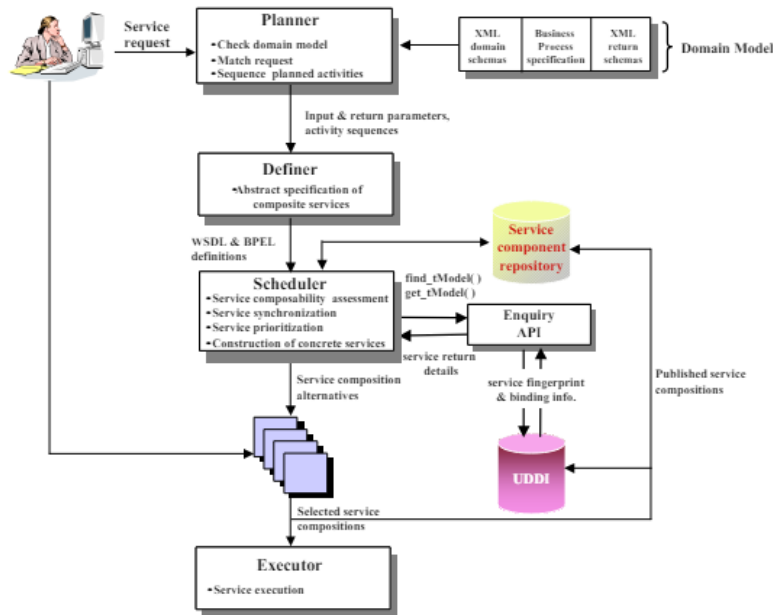 Service
request
Planner
•Check domain model
•Match request
•Sequence planned activities
XML
domain
schemas
Business
Process
specification
XML
return
schemas
Domain Model
Input & return parameters,
activity sequences
Definer
•Abstract specification of
composite services
WSDL & BPEL
definitions
Service
component
repository
Scheduler
•Service composability assessment
•Service synchronization
•Service prioritization
•Construction of concrete services
find_tModel( )
get_tModel( )
Enquiry
API
service return
details
Service composition
alternatives
service fingerprint
& binding info.
Published service
compositions
UDDI
Selected service
compositions
Executor
•Service execution